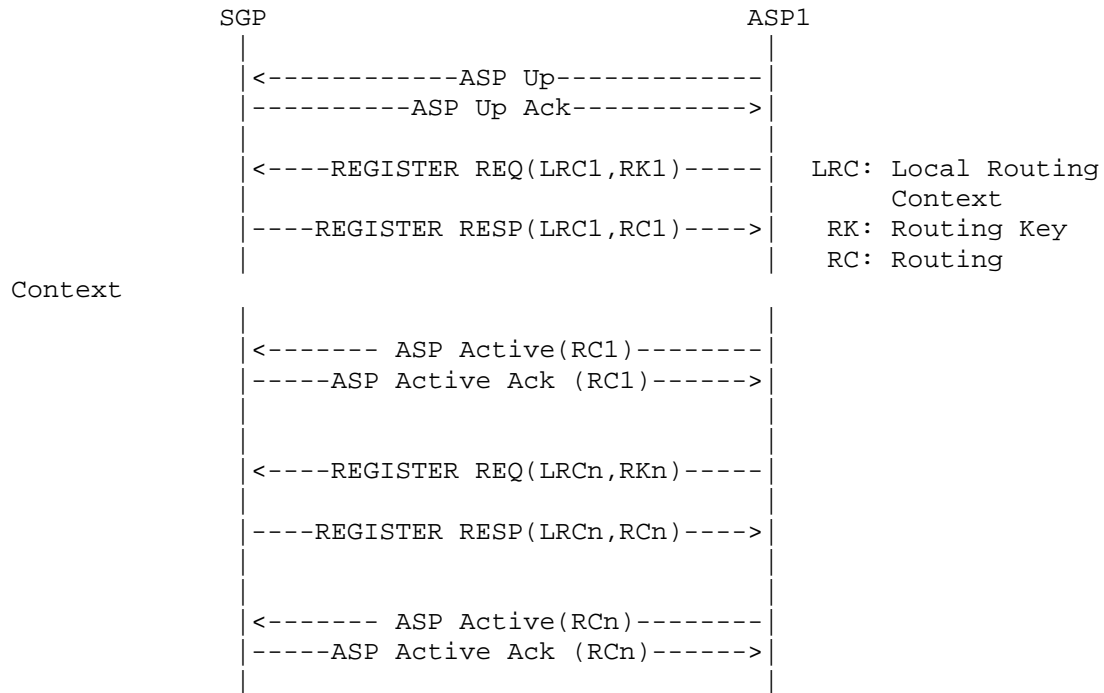 SGP ASP1
| |
|<------------ASP Up-------------|
|----------ASP Up Ack----------->|
| |
|<----REGISTER REQ(LRC1,RK1)-----| LRC: Local Routing
| | Context
|----REGISTER RESP(LRC1,RC1)---->| RK: Routing Key
| | RC: Routing
Context
| |
|<------- ASP Active(RC1)--------|
|-----ASP Active Ack (RC1)------>|
| |
| |
|<----REGISTER REQ(LRCn,RKn)-----|
| |
|----REGISTER RESP(LRCn,RCn)---->|
| |
| |
|<------- ASP Active(RCn)--------|
|-----ASP Active Ack (RCn)------>|
| |